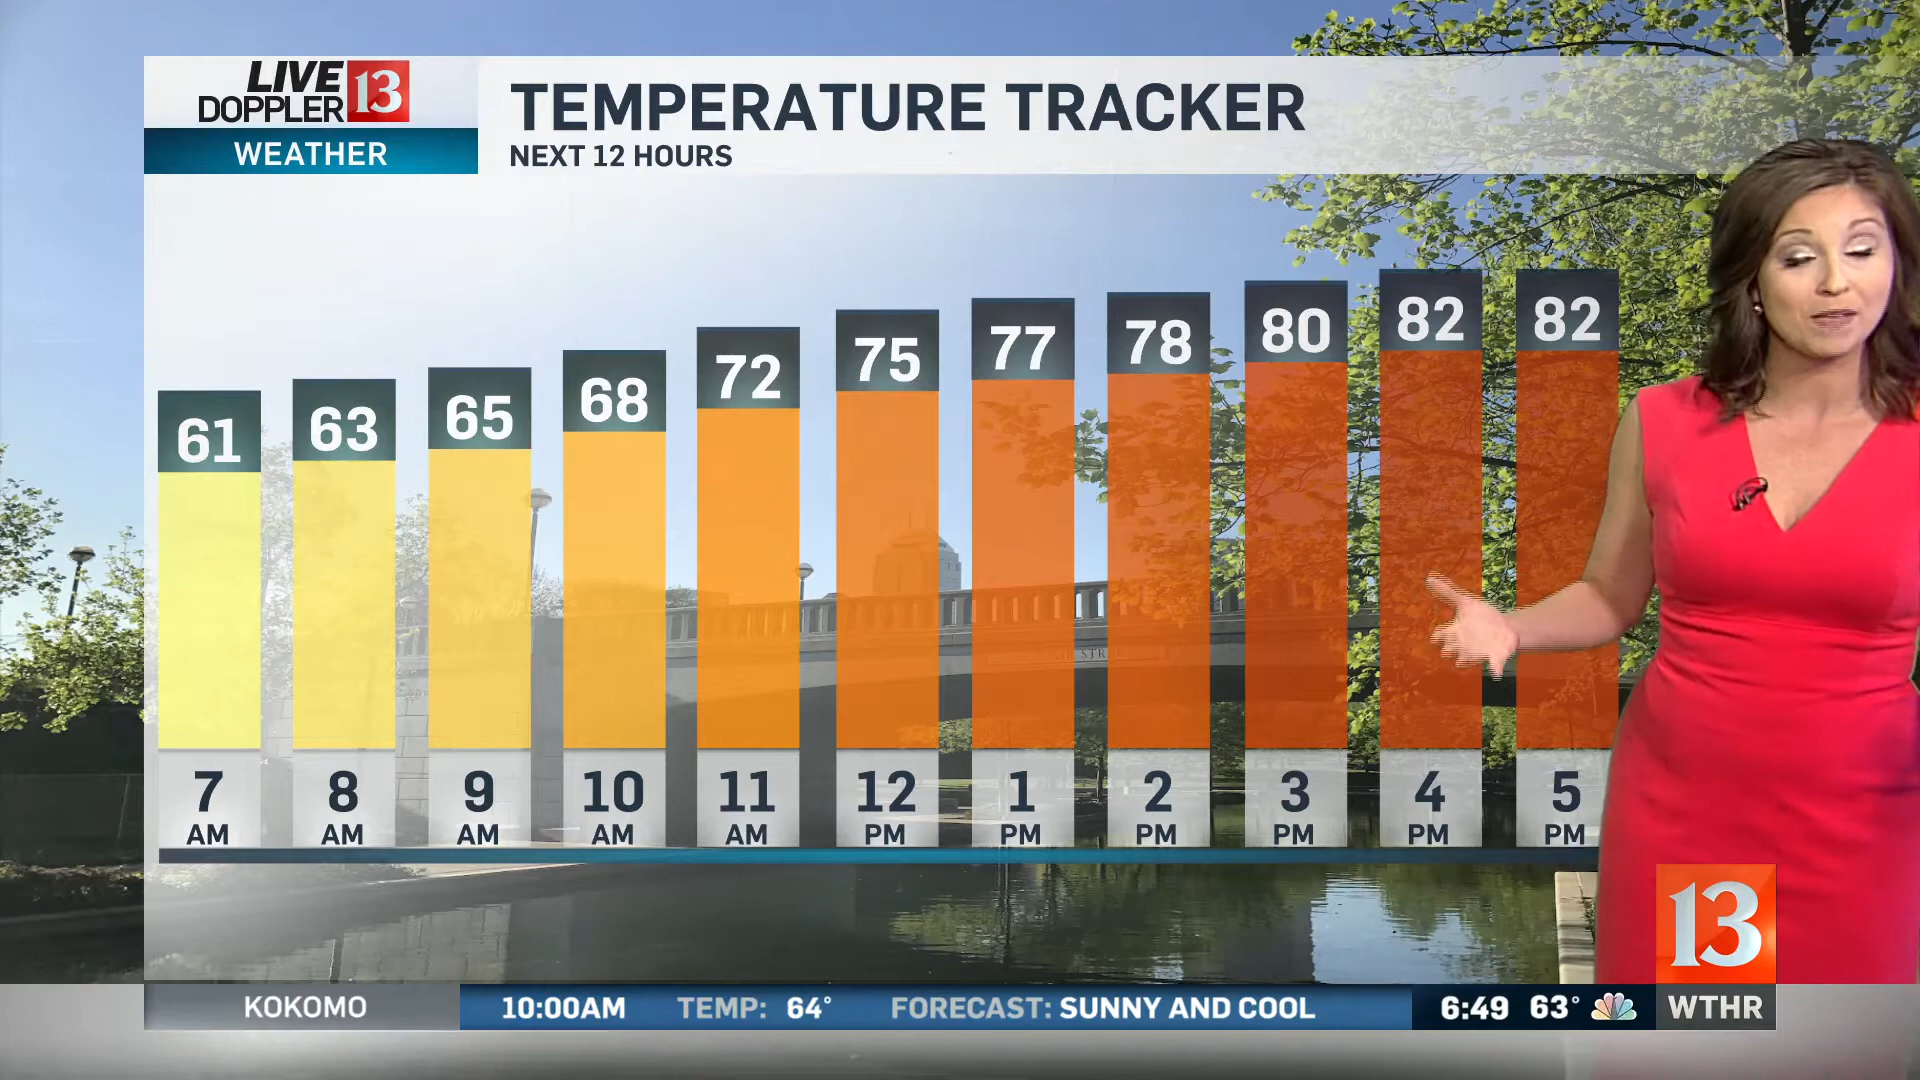 LIVE
DOPPLER 13
WEATHER
TEMPERATURE TRACKER
NEXT 12 HOURS
61 63 65 68 72 75 77 78 80 82 82
7 8 9 10 11 12 1 2 3 4 5
AM AM AM AM AM PM PM PM PM PM PM
13
KOKOMO 10:00AM TEMP: 64° FORECAST: SUNNY AND COOL 6:49 63° WTHR